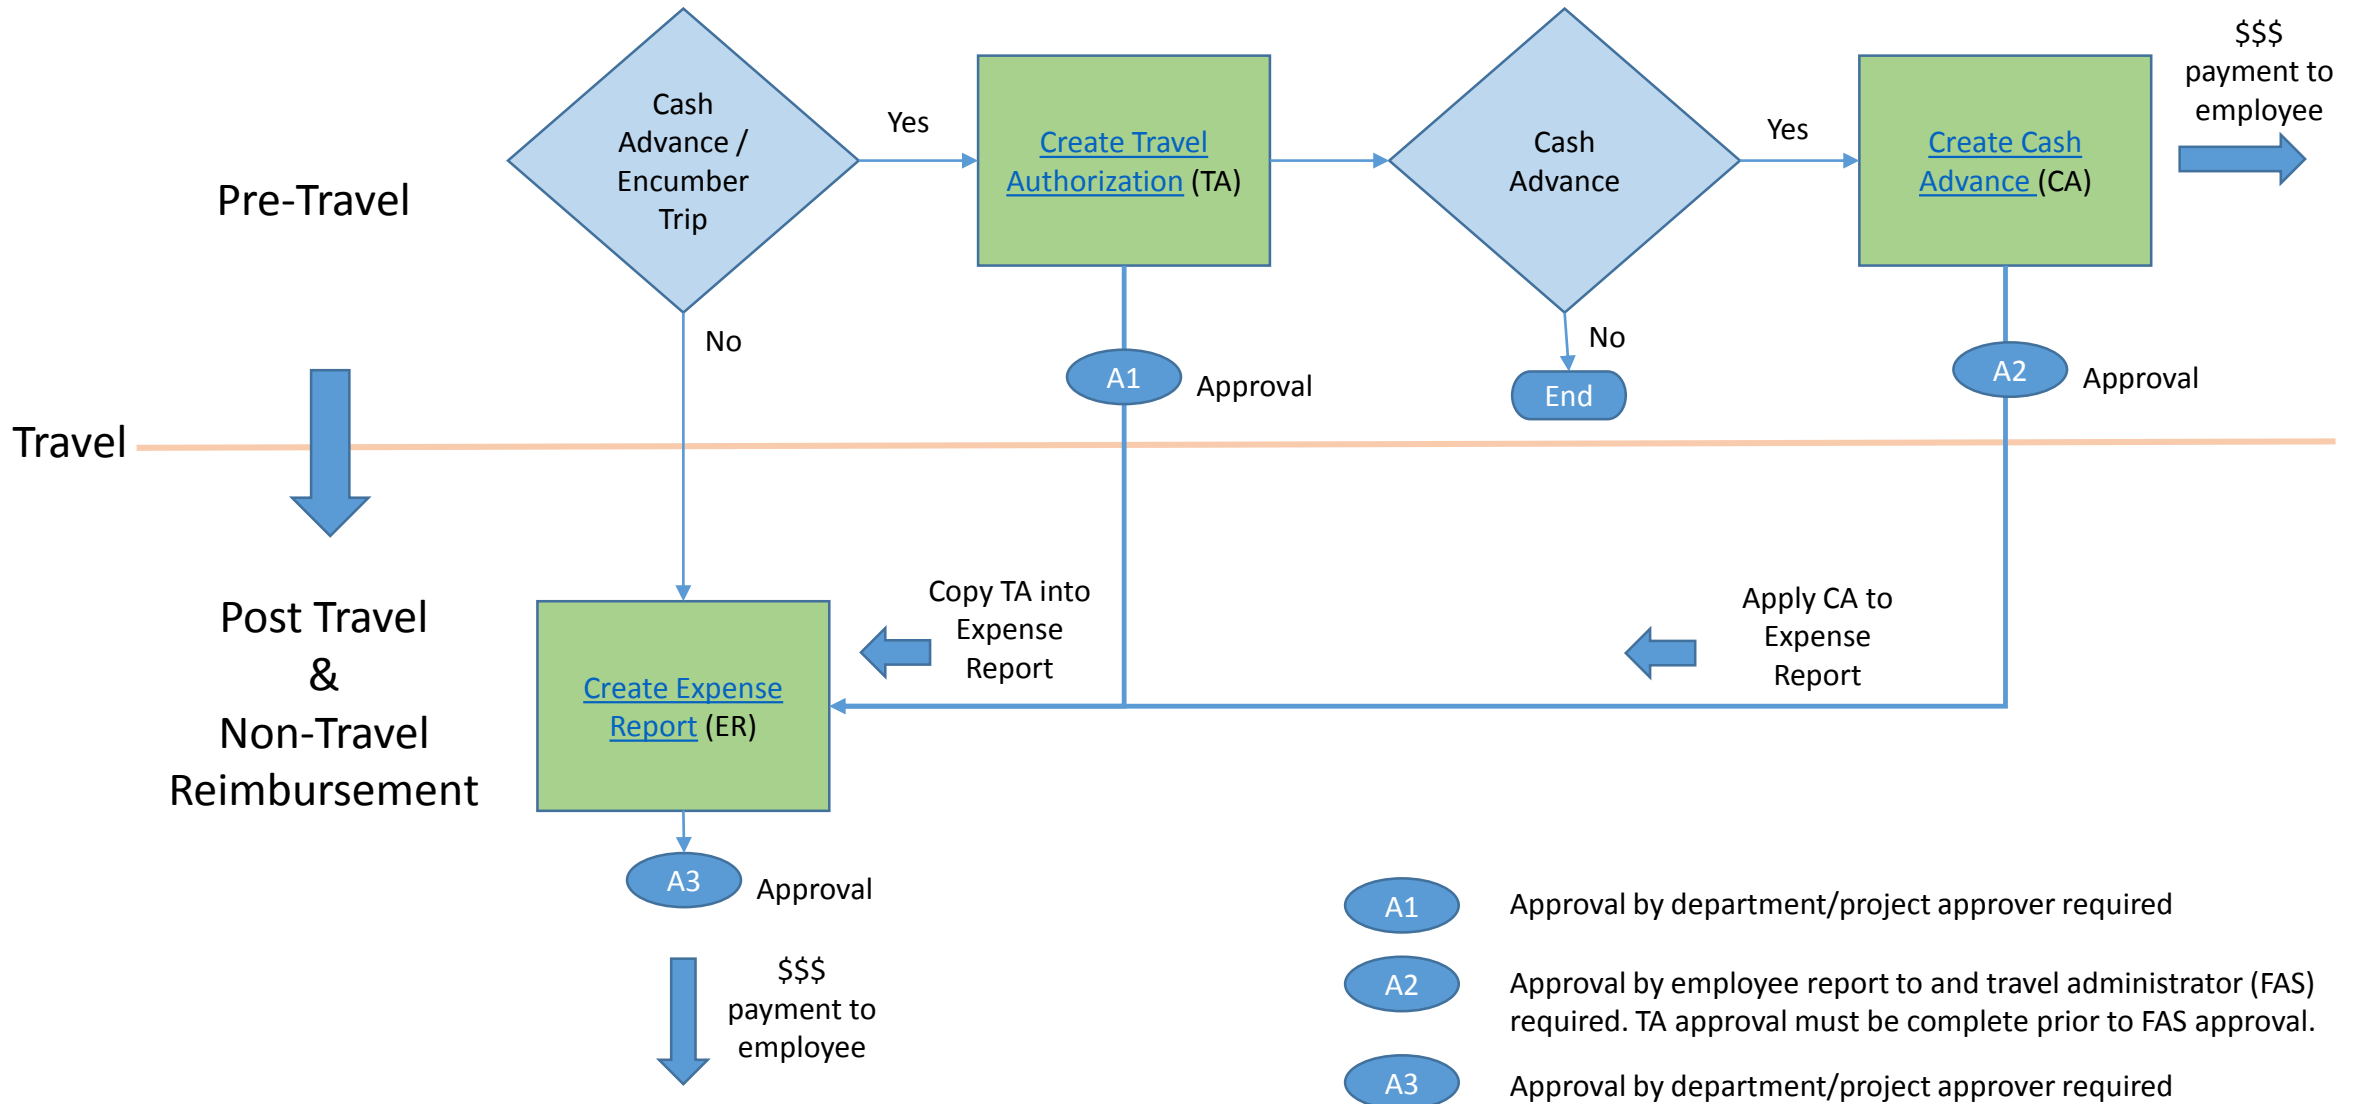 Pre-Travel
Cash
Advance /
Encumber
Trip
Yes
Create Travel
Authorization (TA)
Cash
Advance
Yes
Create Cash
Advance (CA)
$$$
payment to
employee
No
A1
Approval
No
End
A2
Approval
Travel
Post Travel
&
Non-Travel
Reimbursement
Create Expense
Report (ER)
Copy TA into
Expense
Report
Apply CA to
Expense
Report
A3
Approval
$$$
payment to
employee
A1
Approval by department/project approver required
A2
Approval by employee report to and travel administrator (FAS)
required. TA approval must be complete prior to FAS approval.
A3
Approval by department/project approver required